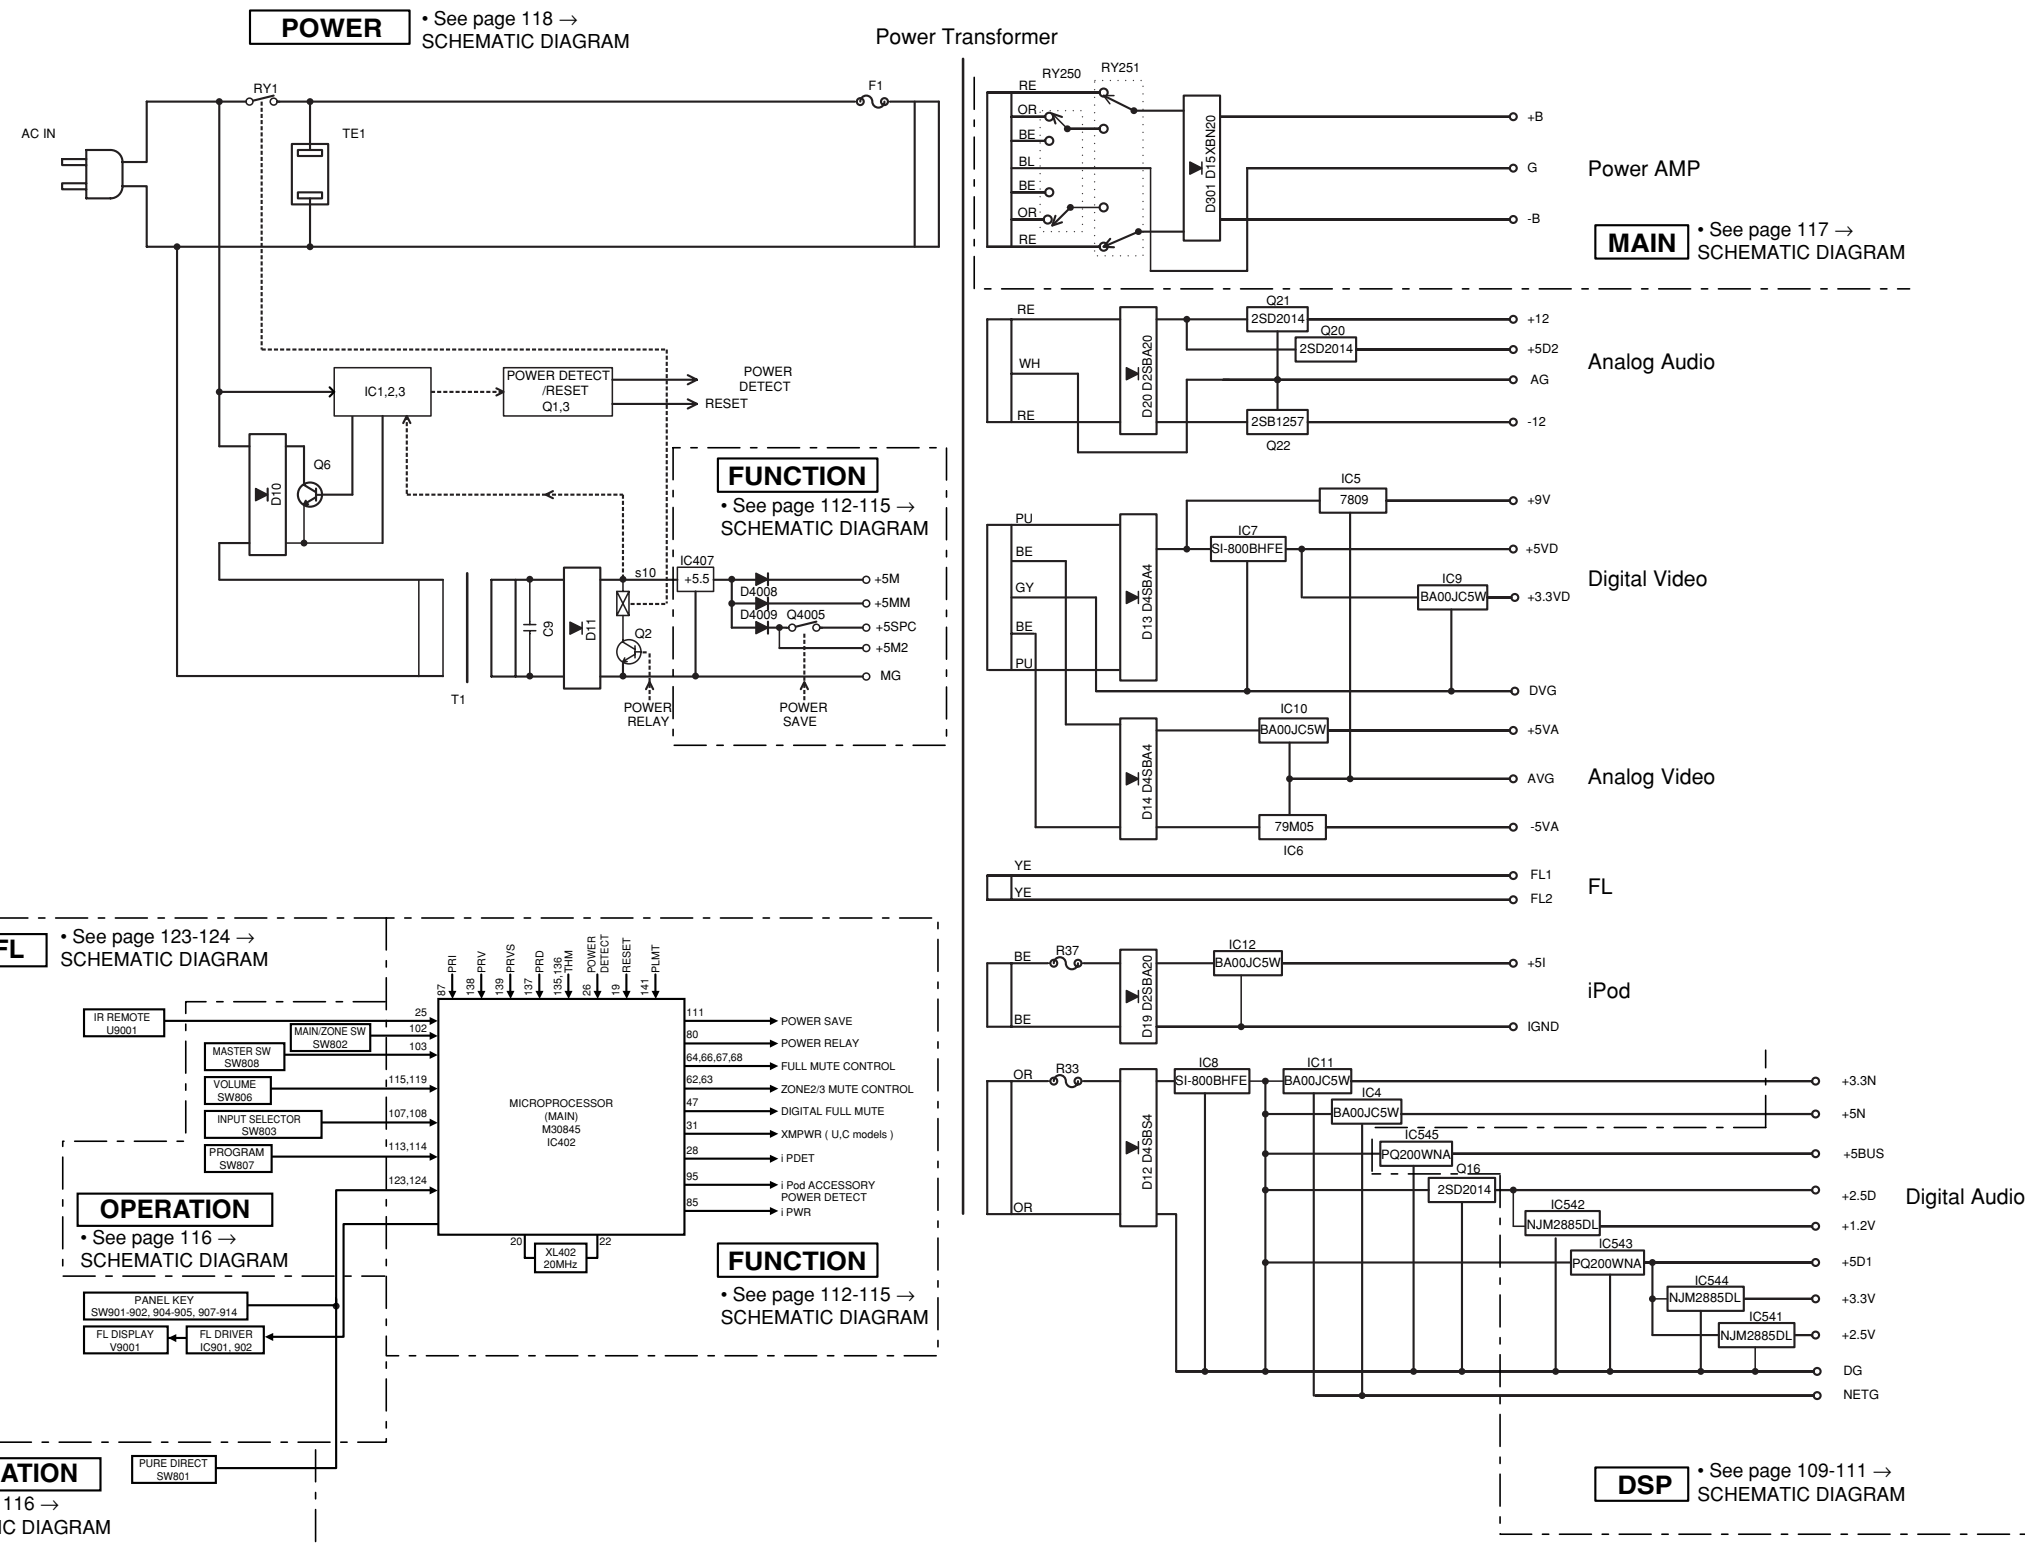 POWER
• See page 118 →
SCHEMATIC DIAGRAM
Power Transformer
AC IN
RY1
TE1
F1
RY250
RY251
RE
OR
BE
BL
BE
OR
RE
D301 D15XBN20
+B
G
-B
Power AMP
MAIN
• See page 117 →
SCHEMATIC DIAGRAM
IC1,2,3
POWER DETECT
/RESET
Q1,3
POWER
DETECT
RESET
D10
Q6
FUNCTION
• See page 112-115 →
SCHEMATIC DIAGRAM
T1
C9
D11
s10
Q2
POWER
RELAY
IC407
+5.5
D4008
D4009
Q4005
POWER
SAVE
+5M
+5MM
+5SPC
+5M2
MG
RE
WH
RE
D20 D2SBA20
Q21
2SD2014
Q20
2SD2014
2SB1257
Q22
+12
+5D2
AG
-12
Analog Audio
PU
BE
GY
BE
PU
D13 D4SBA4
IC5
7809
IC7
SI-800BHFE
IC9
BA00JC5W
+9V
+5VD
+3.3VD
DVG
Digital Video
D14 D4SBA4
IC10
BA00JC5W
79M05
IC6
+5VA
AVG
-5VA
Analog Video
YE
YE
FL1
FL2
FL
BE
R37
BE
D19 D2SBA20
IC12
BA00JC5W
+5I
IGND
iPod
OR
R33
OR
D12 D4SBS4
IC8
SI-800BHFE
IC11
BA00JC5W
IC4
BA00JC5W
IC545
PQ200WNA
Q16
2SD2014
IC542
NJM2885DL
IC543
PQ200WNA
IC544
NJM2885DL
IC541
NJM2885DL
+3.3N
+5N
+5BUS
+2.5D
+1.2V
+5D1
+3.3V
+2.5V
DG
NETG
Digital Audio
DSP
• See page 109-111 →
SCHEMATIC DIAGRAM
FL
• See page 123-124 →
SCHEMATIC DIAGRAM
87 PRI
138 PRV
139 PRVS
137 PRD
135,136 THM
26 POWER
DETECT
19 RESET
141 PLMT
IR REMOTE
U9001
25
MAIN/ZONE SW
SW802
102
MASTER SW
SW808
103
VOLUME
SW806
115,119
INPUT SELECTOR
SW803
107,108
PROGRAM
SW807
113,114
123,124
MICROPROCESSOR
(MAIN)
M30845
IC402
20
22
XL402
20MHz
111 POWER SAVE
80 POWER RELAY
64,66,67,68 FULL MUTE CONTROL
62,63 ZONE2/3 MUTE CONTROL
47 DIGITAL FULL MUTE
31 XMPWR ( U,C models )
28 i PDET
95 i Pod ACCESSORY
POWER DETECT
85 i PWR
FUNCTION
• See page 112-115 →
SCHEMATIC DIAGRAM
OPERATION
• See page 116 →
SCHEMATIC DIAGRAM
PANEL KEY
SW901-902, 904-905, 907-914
FL DISPLAY
V9001
FL DRIVER
IC901, 902
ATION
116 →
IC DIAGRAM
PURE DIRECT
SW801